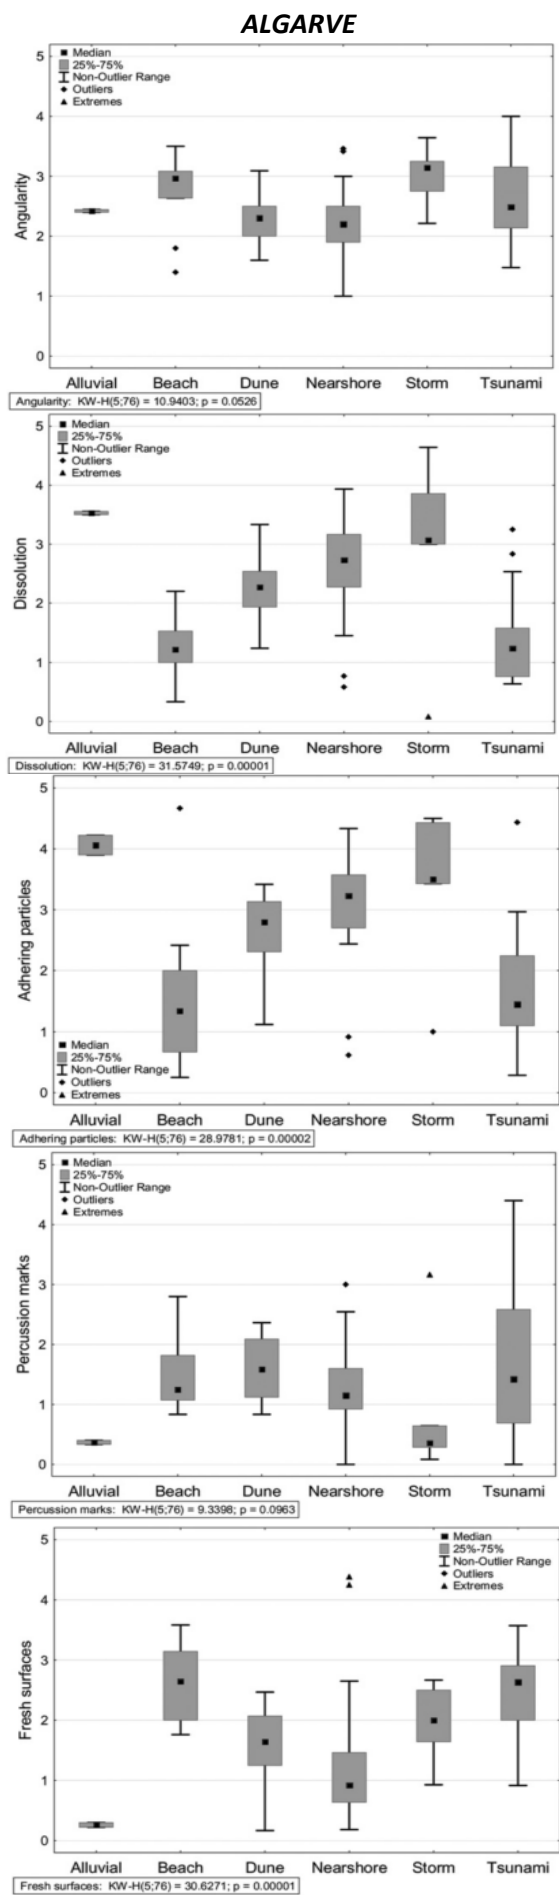 ALGARVE
Median
25%-75%
Non-Outlier Range
Outliers
Extremes
5
4
3
2
1
0
Angularity
Alluvial Beach Dune Nearshore Storm Tsunami
Angularity: KW-H(5;76) = 10.9403; p = 0.0526
Median
25%-75%
Non-Outlier Range
Outliers
Extremes
5
4
3
2
1
0
Dissolution
Alluvial Beach Dune Nearshore Storm Tsunami
Dissolution: KW-H(5;76) = 31.5749; p = 0.00001
5
4
3
2
1
0
Adhering particles
Median
25%-75%
Non-Outlier Range
Outliers
Extremes
Alluvial Beach Dune Nearshore Storm Tsunami
Adhering particles: KW-H(5;76) = 28.9781; p = 0.00002
Median
25%-75%
Non-Outlier Range
Outliers
Extremes
5
4
3
2
1
0
Percussion marks
Alluvial Beach Dune Nearshore Storm Tsunami
Percussion marks: KW-H(5;76) = 9.3398; p = 0.0963
Median
25%-75%
Non-Outlier Range
Outliers
Extremes
5
4
3
2
1
0
Fresh surfaces
Alluvial Beach Dune Nearshore Storm Tsunami
Fresh surfaces: KW-H(5;76) = 30.6271; p = 0.00001